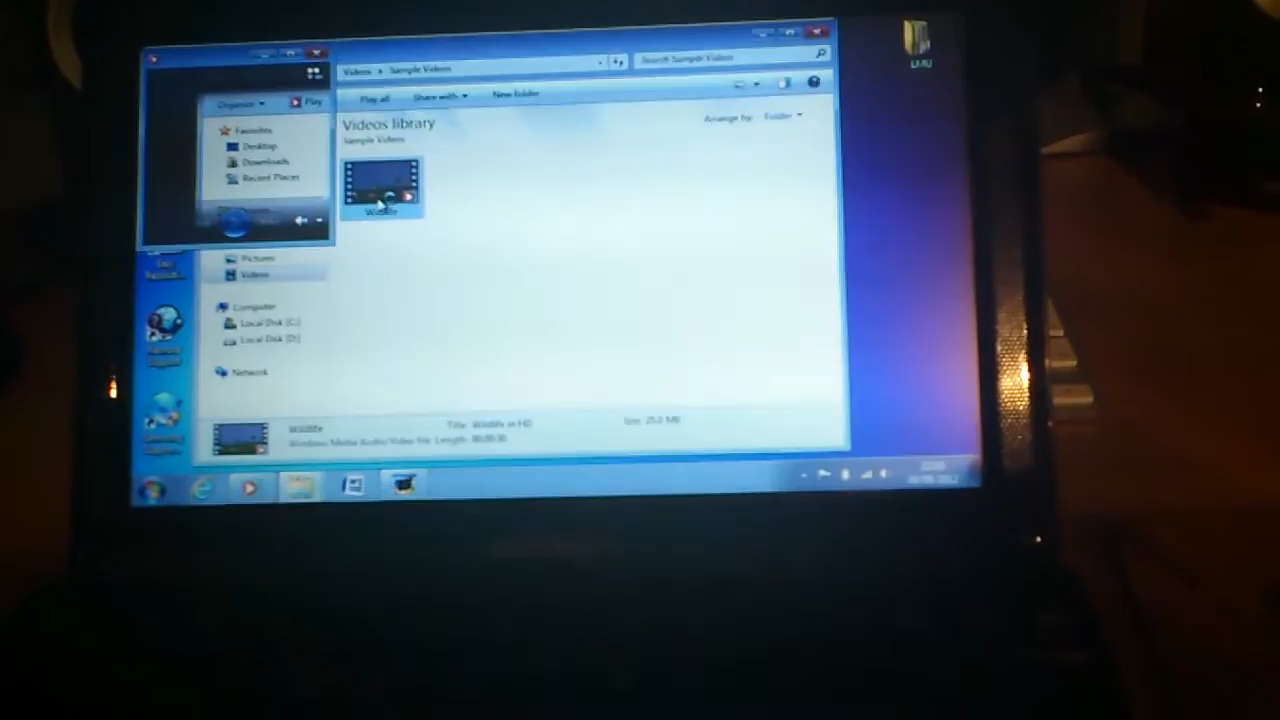 LMU
Videos Sample Videos
Search Sample Videos
Organize
Play
Play all
Share with
New folder
Videos library
Sample Videos
Arrange by: Folder
Favorites
Desktop
Downloads
Recent Places
Wildlife
Pictures
Videos
Computer
Local Disk (C:)
Local Disk (D:)
Network
Wildlife
Title: Wildlife in HD
Size: 25.0 MB
Windows Media Audio/Video file
Length: 00:00:30